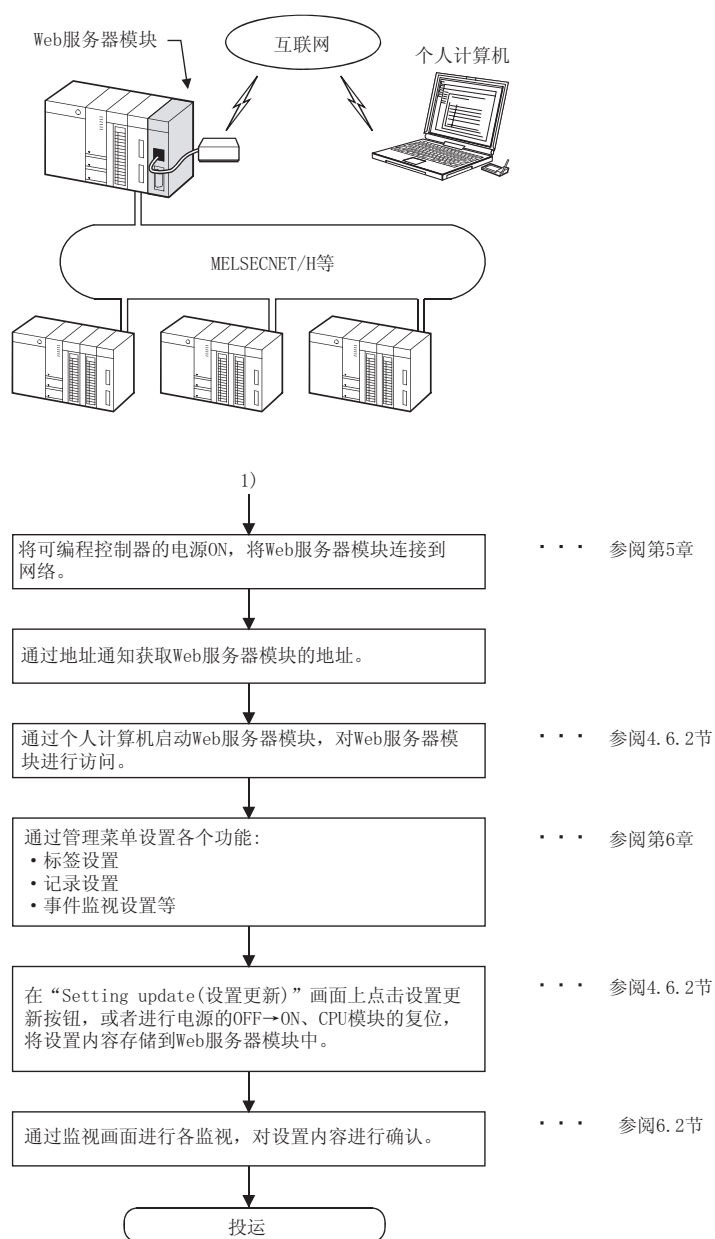 Web服务器模块
互联网
个人计算机
MELSECNET/H等
1)
将可编程控制器的电源ON, 将Web服务器模块连接到
网络。
··· 参阅第5章
通过地址通知获取Web服务器模块的地址。
通过个人计算机启动Web服务器模块, 对Web服务器模
块进行访问。
··· 参阅4.6.2节
通过管理菜单设置各个功能:
•标签设置
•记录设置
•事件监视设置等
··· 参阅第6章
在“Setting update(设置更新)”画面上点击设置更
新按钮, 或者进行电源的OFF→ON、CPU模块的复位,
将设置内容存储到Web服务器模块中。
··· 参阅4.6.2节
通过监视画面进行各监视, 对设置内容进行确认。
··· 参阅6.2节
投运